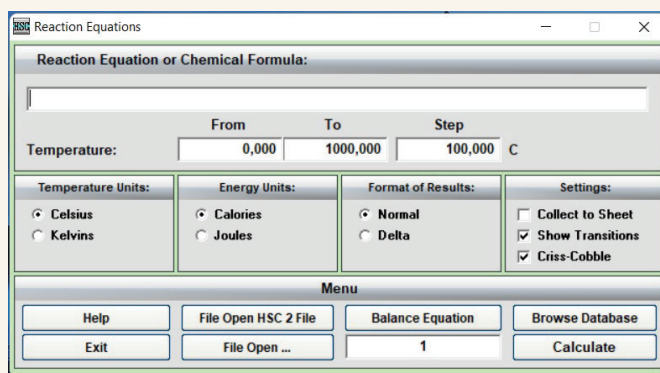 HSC Reaction Equations
Reaction Equation or Chemical Formula:
From To Step
Temperature: 0,000 1000,000 100,000 C
Temperature Units: Energy Units: Format of Results: Settings:
Celsius Calories Normal Collect to Sheet
Kelvins Joules Delta Show Transitions
Criss-Cobble
Menu
Help File Open HSC 2 File Balance Equation Browse Database
Exit File Open ... 1 Calculate